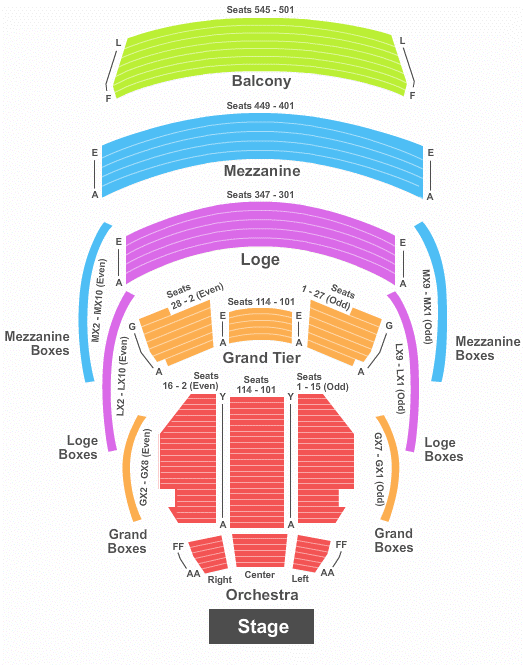 Seats 545 - 501
L
L
F
F
Balcony
Seats 449 - 401
E
E
Mezzanine
A
A
Seats 347 - 301
E
E
Loge
A
A
MX2 - MX10 (Even)
MX9 - MX1 (Odd)
Mezzanine
Boxes
Mezzanine
Boxes
Seats
28 - 2 (Even)
Seats 114 - 101
Seats
1 - 27 (Odd)
G
E
E
G
A
A
Grand Tier
A
A
LX2 - LX10 (Even)
LX9 - LX1 (Odd)
Loge
Boxes
Loge
Boxes
Seats
16 - 2 (Even)
Seats
114 - 101
Seats
1 - 15 (Odd)
Y
Y
A
A
GX2 - GX8 (Even)
GX7 - GX1 (Odd)
Grand
Boxes
Grand
Boxes
FF
FF
AA
AA
Right
Center
Left
Orchestra
Stage